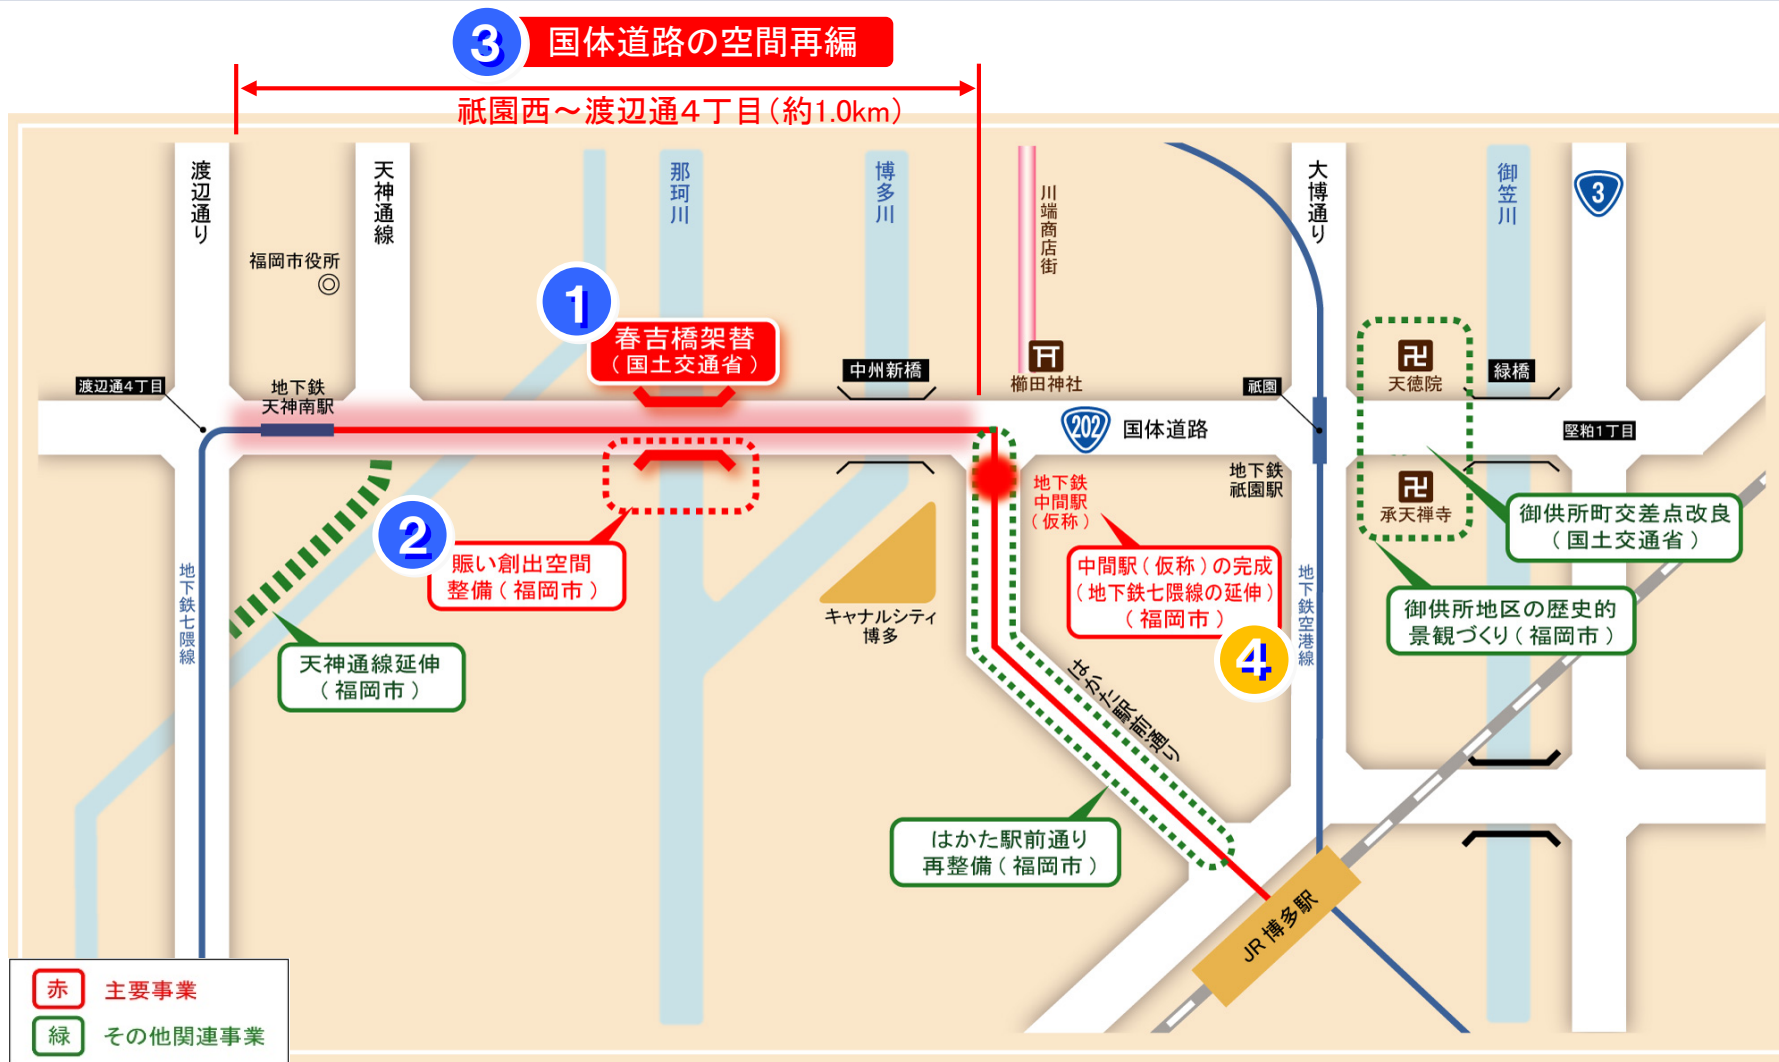 3 国体道路の空間再編
祇園西～渡辺通4丁目（約1.0km）
渡辺通り
天神通線
那珂川
博多川
川端商店街
大博通り
御笠川
3
福岡市役所
1
春吉橋架替
（国土交通省）
中州新橋
櫛田神社
祇園
天徳院
緑橋
渡辺通4丁目
地下鉄
天神南駅
202 国体道路
堅粕1丁目
地下鉄
祇園駅
地下鉄
中間駅
（仮称）
承天禅寺
御供所町交差点改良
（国土交通省）
2
賑い創出空間
整備（福岡市）
中間駅（仮称）の完成
（地下鉄七隈線の延伸）
（福岡市）
4
地下鉄七隈線
地下鉄空港線
キャナルシティ
博多
御供所地区の歴史的
景観づくり（福岡市）
天神通線延伸
（福岡市）
はかた駅前通り
はかた駅前通り
再整備（福岡市）
JR 博多駅
赤 主要事業
緑 その他関連事業